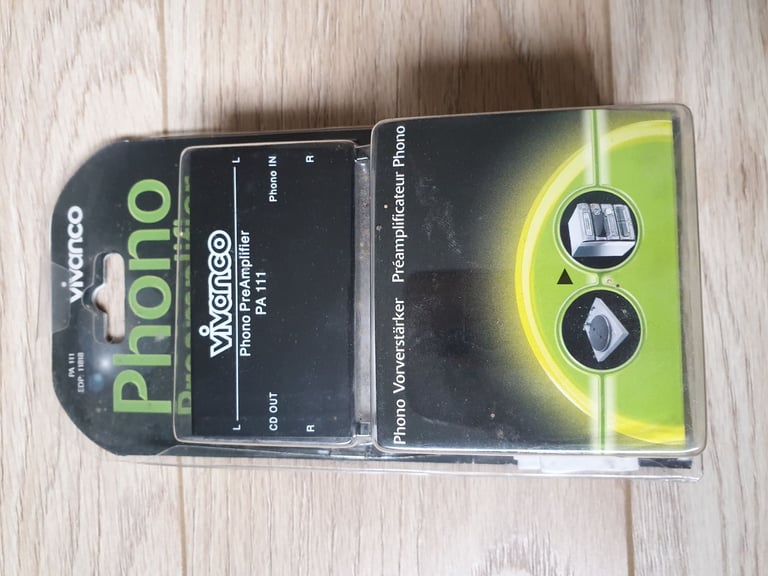 vivanco
PA 111
EDP: 11818
Phono
Preamplifier
vivanco
Phono PreAmplifier
PA 111
L
L
CD OUT
Phono IN
R
R
Phono Vorverstärker
Préamplificateur Phono